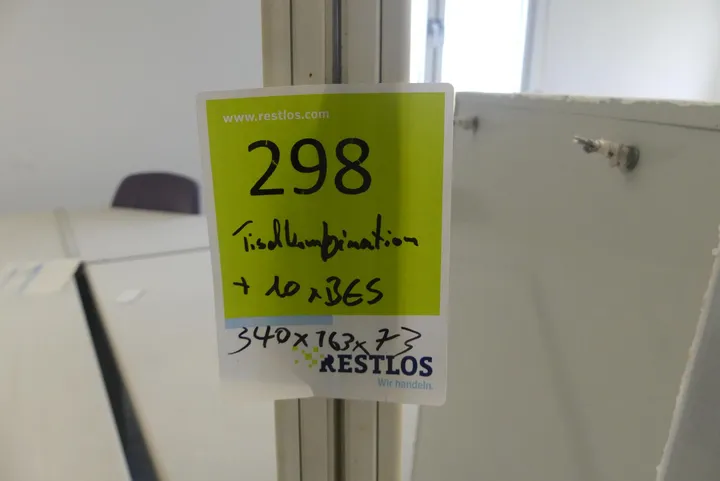 www.restlos.com
298
Tischkombination
+ 10 x BES
340 x 163 x 73
RESTLOS
Wir handeln.